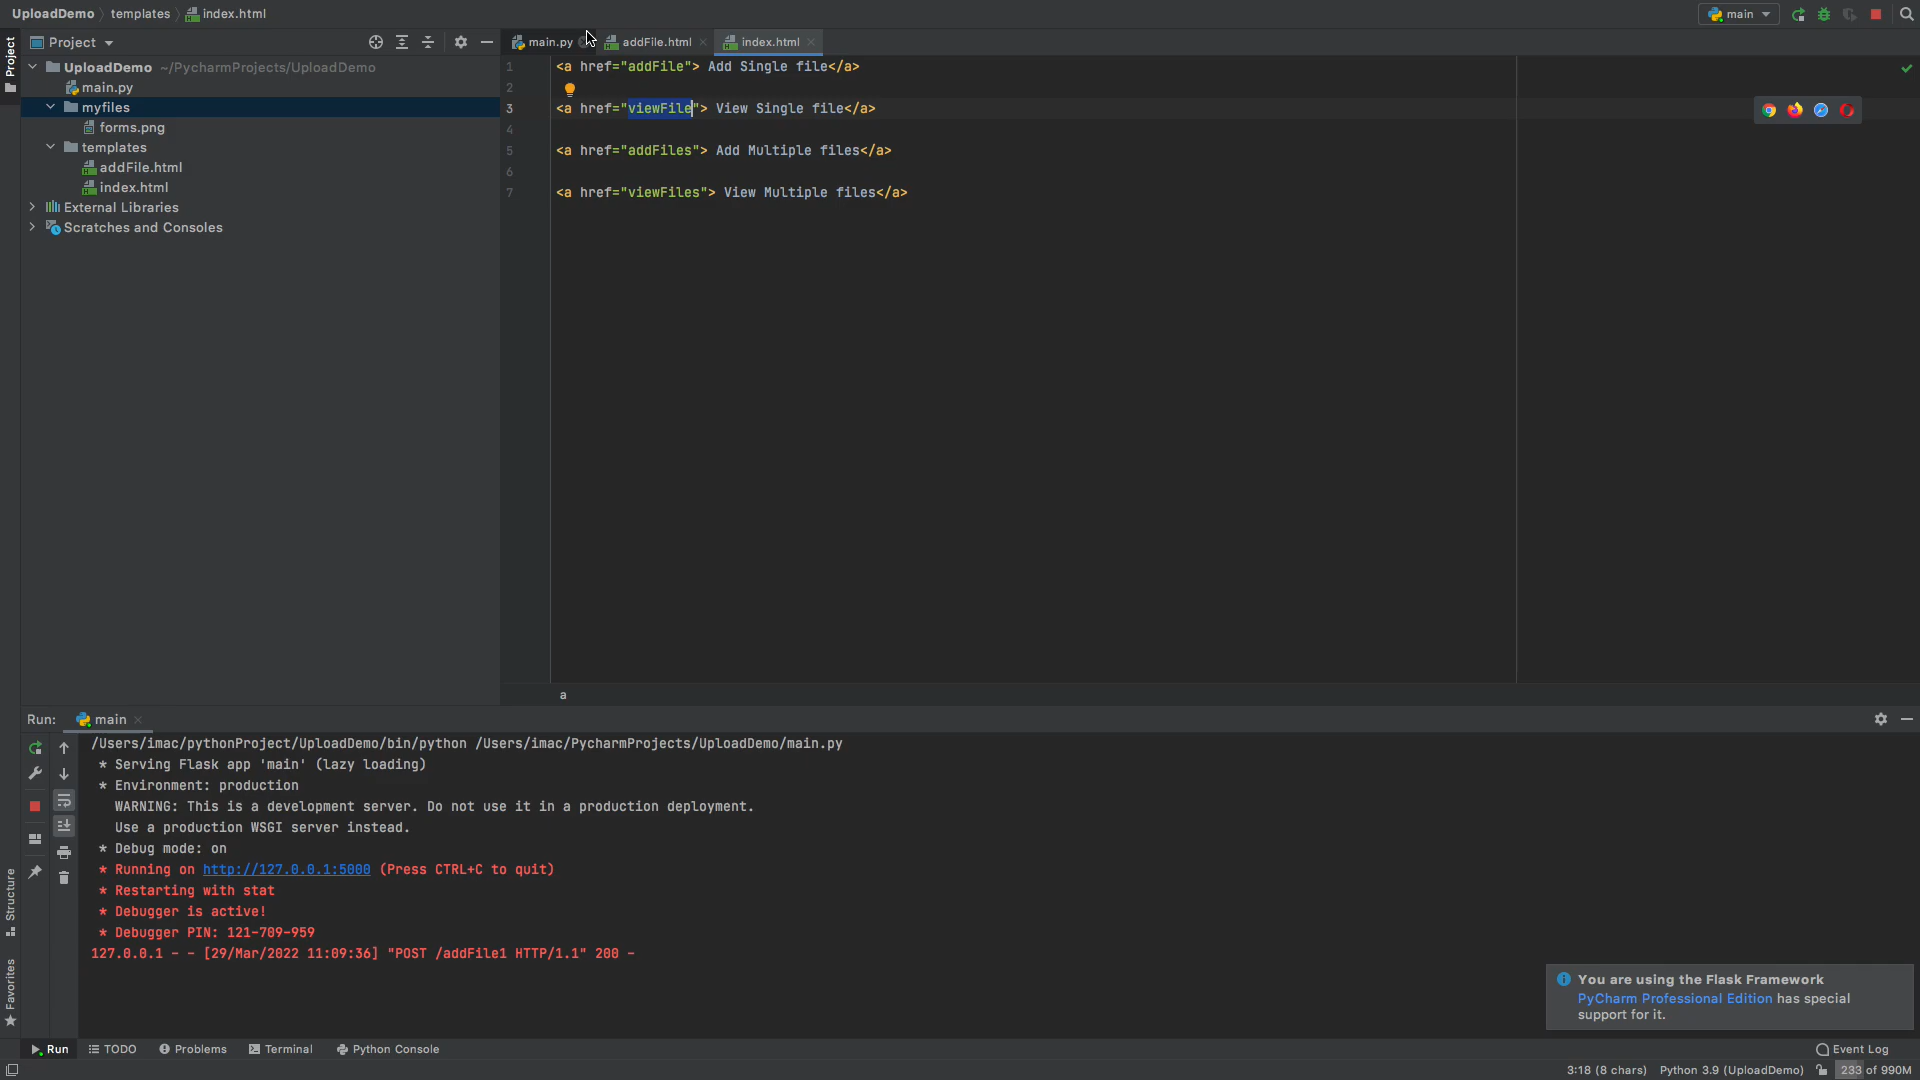 UploadDemo templates index.html
main
Project
main.py addFile.html index.html
Project
UploadDemo ~/PycharmProjects/UploadDemo
main.py
myfiles
forms.png
templates
addFile.html
index.html
External Libraries
Scratches and Consoles
1 <a href="addFile"> Add Single file</a>
2
3 <a href="viewFile"> View Single file</a>
4
5 <a href="addFiles"> Add Multiple files</a>
6
7 <a href="viewFiles"> View Multiple files</a>
a
Run: main
/Users/imac/pythonProject/UploadDemo/bin/python /Users/imac/PycharmProjects/UploadDemo/main.py
* Serving Flask app 'main' (lazy loading)
* Environment: production
WARNING: This is a development server. Do not use it in a production deployment.
Use a production WSGI server instead.
* Debug mode: on
* Running on http://127.0.0.1:5000 (Press CTRL+C to quit)
* Restarting with stat
* Debugger is active!
* Debugger PIN: 121-709-959
127.0.0.1 - - [29/Mar/2022 11:09:36] "POST /addFile1 HTTP/1.1" 200 -
Structure
Favorites
You are using the Flask Framework
PyCharm Professional Edition has special
support for it.
Run TODO Problems Terminal Python Console
Event Log
3:18 (8 chars) Python 3.9 (UploadDemo) 233 of 990M